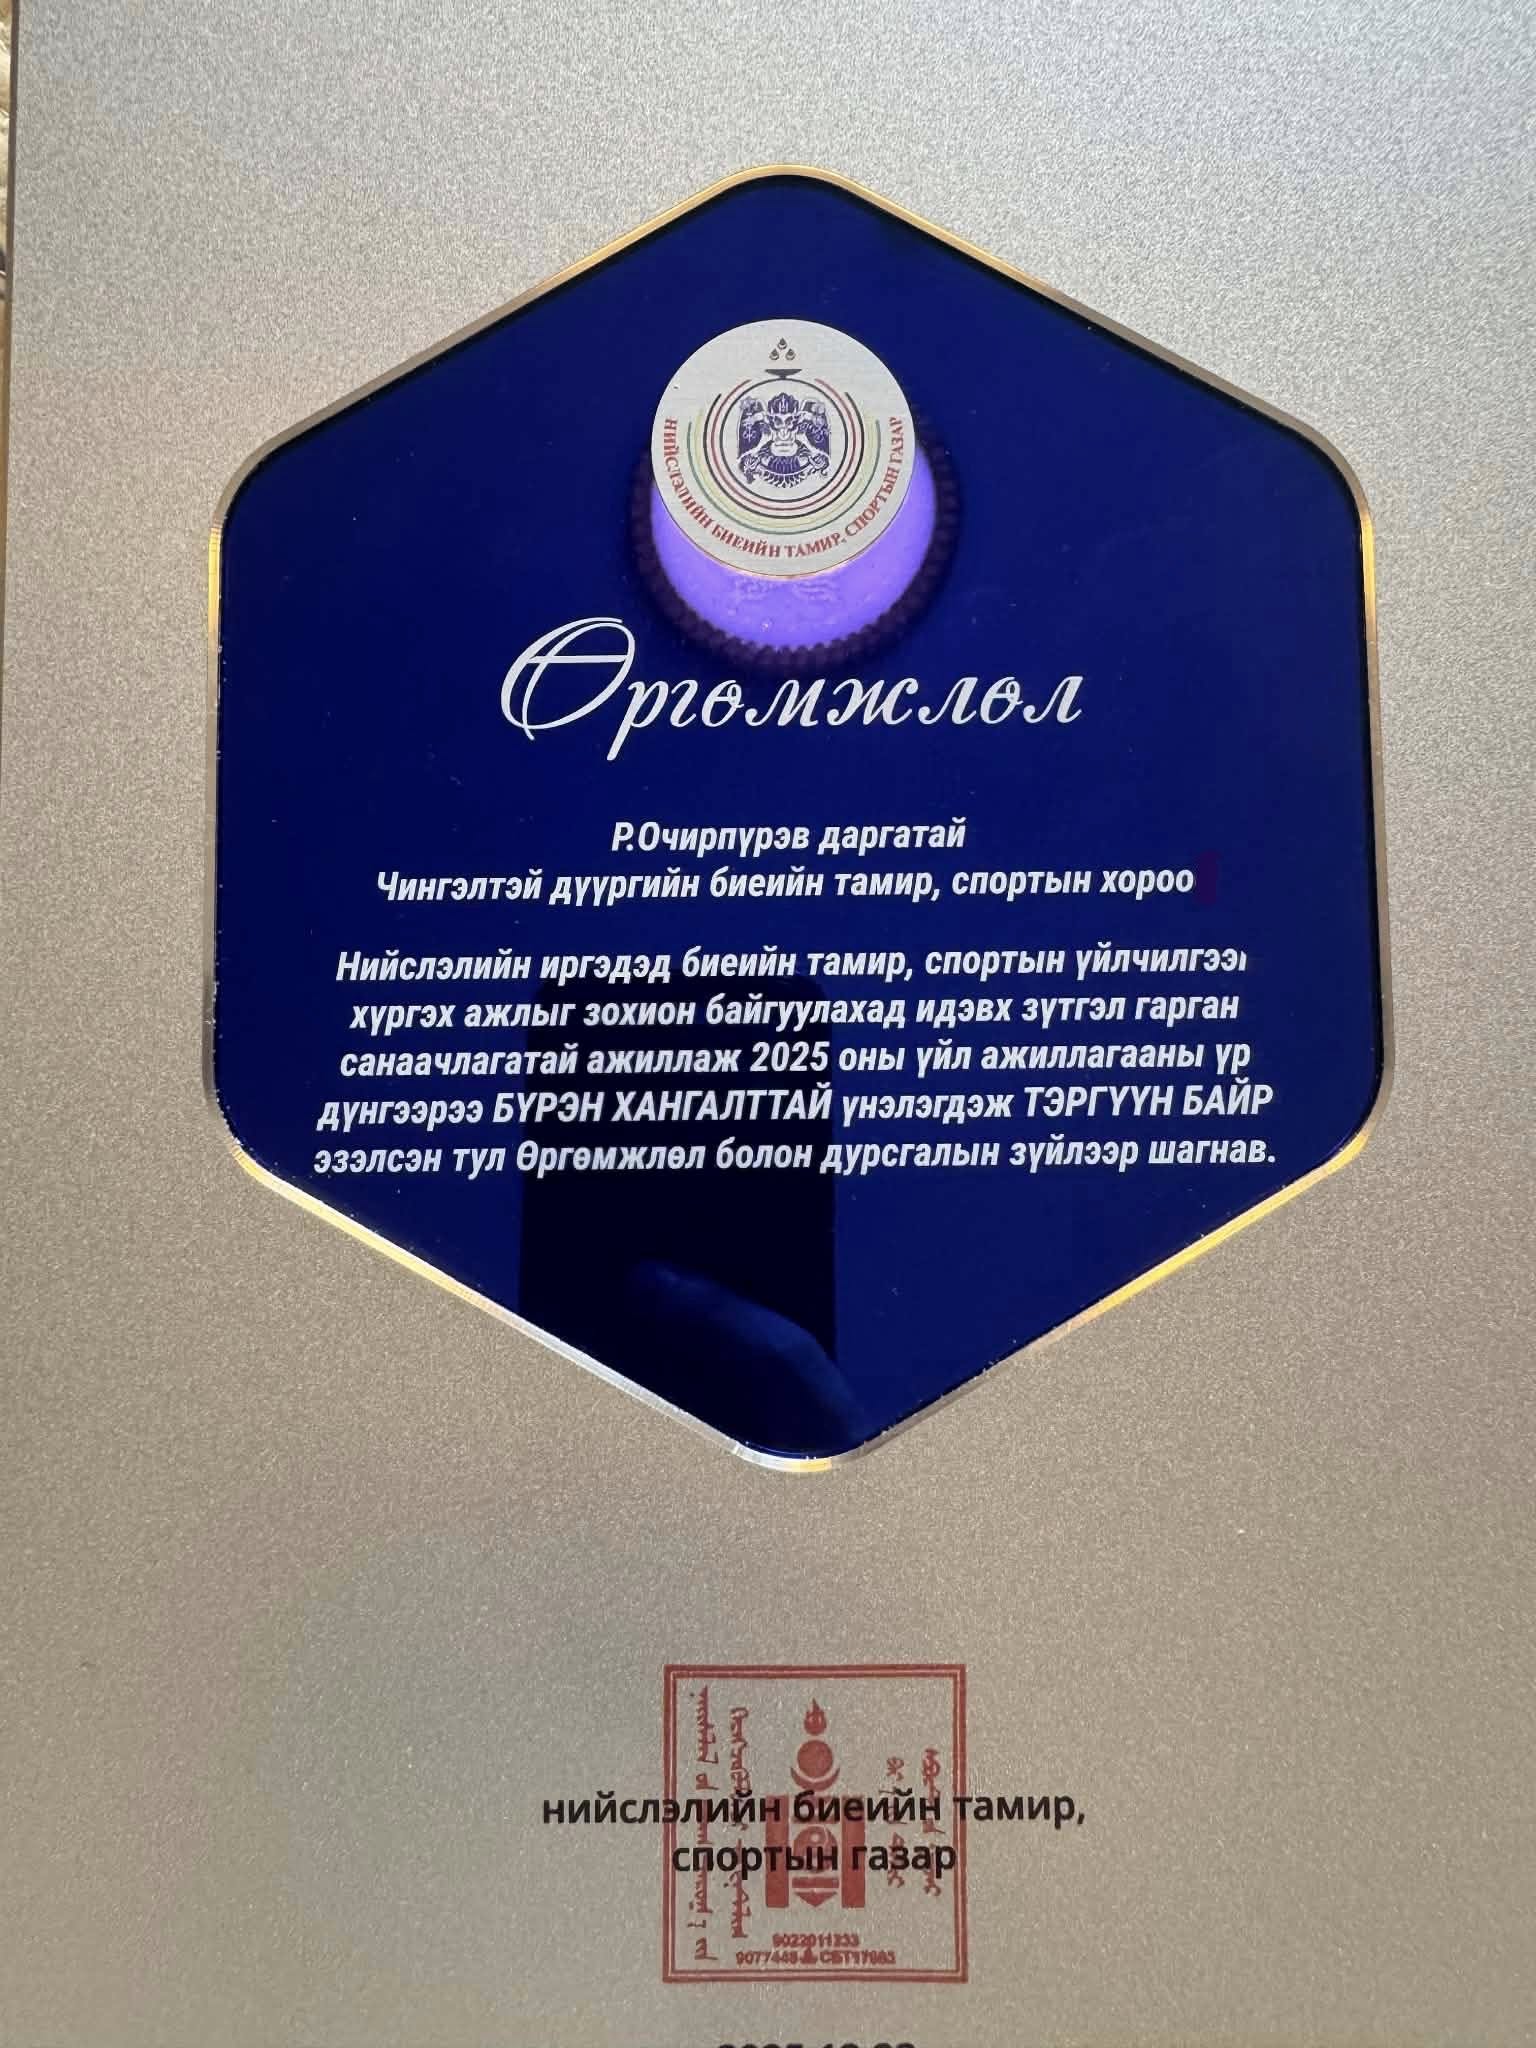 НИЙСЛЭЛИЙН БИЕИЙН ТАМИР, СПОРТЫН ГАЗАР
Өргөмжлөл
Р.Очирпүрэв даргатай
Чингэлтэй дүүргийн биеийн тамир, спортын хороо
Нийслэлийн иргэдэд биеийн тамир, спортын
хүргэх ажлыг зохион байгуулахад идэвх зүтгэл гарган
санаачлагатай ажиллаж 2025 оны үйл ажиллагааны үр
дүнгээрээ БҮРЭН ХАНГАЛТТАЙ үнэлэгдэж ТЭРГҮҮН БАЙР
эзэлсэн тул Өргөмжлөл болон дурсгалын зүйлээр шагнав.
нийслэлийн биеийн тамир,
спортын газар
9022011233